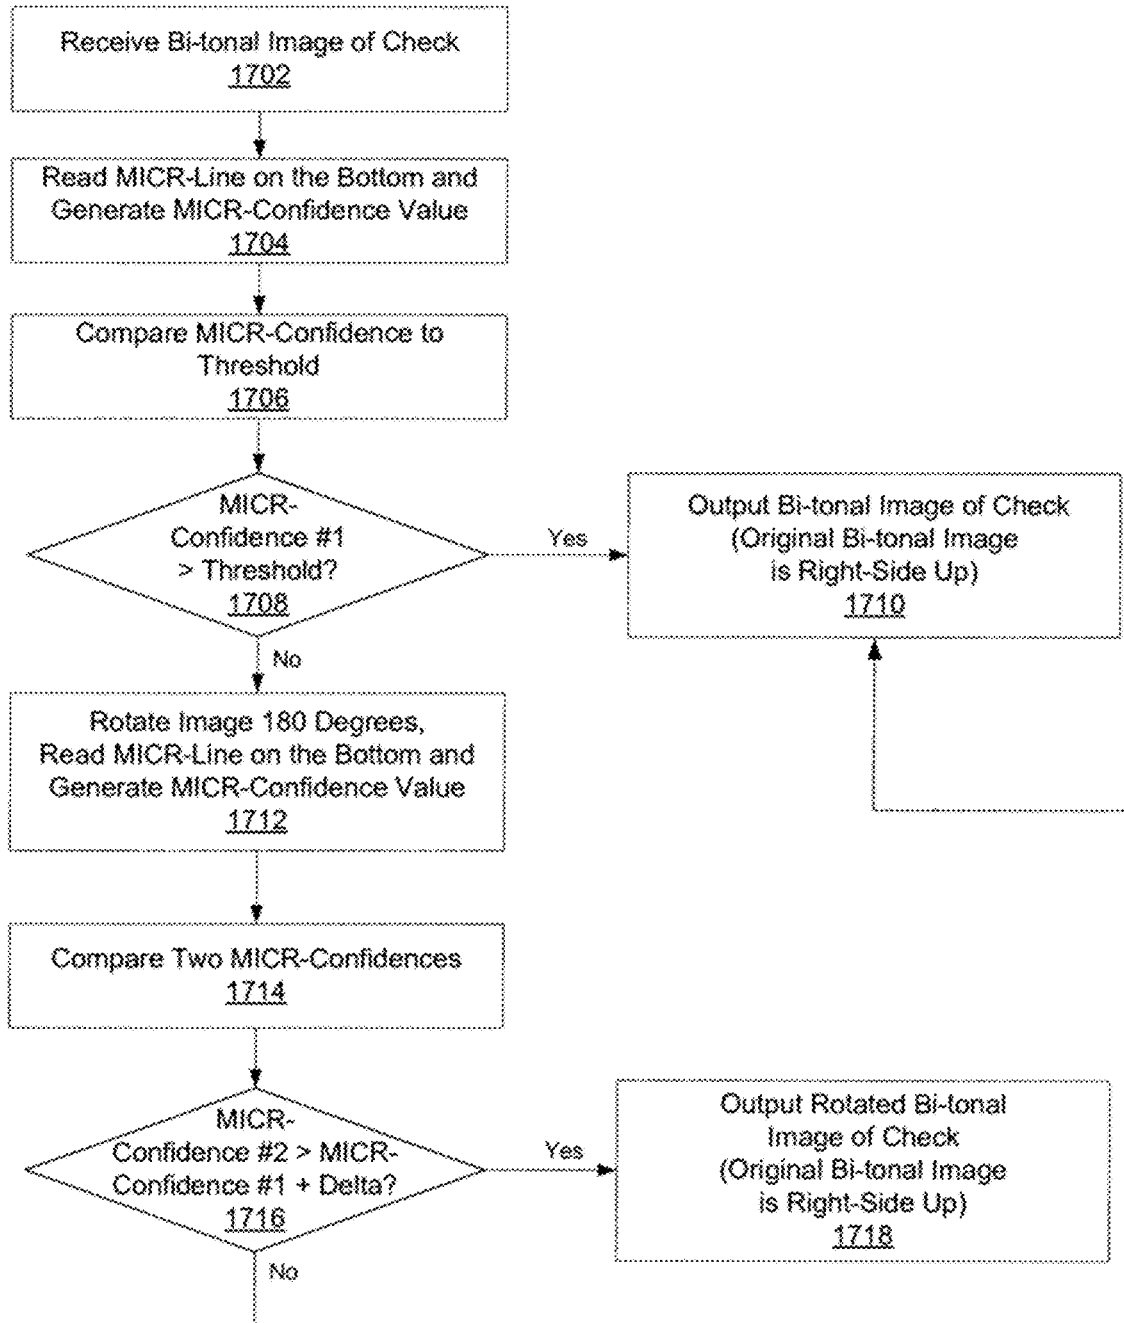 Receive Bi-tonal Image of Check
1702
Read MICR-Line on the Bottom and
Generate MICR-Confidence Value
1704
Compare MICR-Confidence to
Threshold
1706
MICR-
Confidence #1
> Threshold?
1708
Yes
Output Bi-tonal Image of Check
(Original Bi-tonal Image
is Right-Side Up)
1710
No
Rotate Image 180 Degrees,
Read MICR-Line on the Bottom and
Generate MICR-Confidence Value
1712
Compare Two MICR-Confidences
1714
MICR-
Confidence #2 > MICR-
Confidence #1 + Delta?
1716
Yes
Output Rotated Bi-tonal
Image of Check
(Original Bi-tonal Image
is Right-Side Up)
1718
No